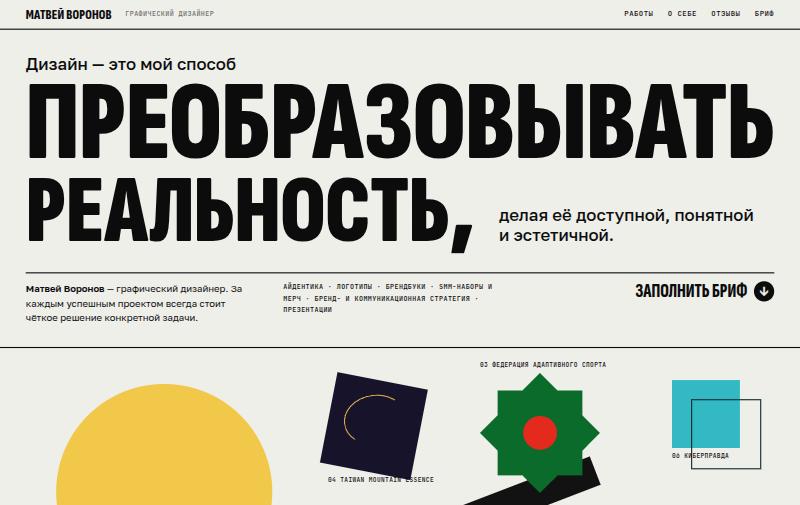 МАТВЕЙ ВОРОНОВ ГРАФИЧЕСКИЙ ДИЗАЙНЕР РАБОТЫ О СЕБЕ ОТЗЫВЫ БРИФ
Дизайн — это мой способ
ПРЕОБРАЗОВЫВАТЬ
РЕАЛЬНОСТЬ,
делая её доступной, понятной
и эстетичной.
Матвей Воронов — графический дизайнер. За
каждым успешным проектом всегда стоит
чёткое решение конкретной задачи.
АЙДЕНТИКА · ЛОГОТИПЫ · БРЕНДБУКИ · SMM-НАБОРЫ И
МЕРЧ · БРЕНД- И КОММУНИКАЦИОННАЯ СТРАТЕГИЯ ·
ПРЕЗЕНТАЦИИ
ЗАПОЛНИТЬ БРИФ
03 ФЕДЕРАЦИЯ АДАПТИВНОГО СПОРТА
06 КИБЕРПРАВДА
04 TAIWAN MOUNTAIN ESSENCE